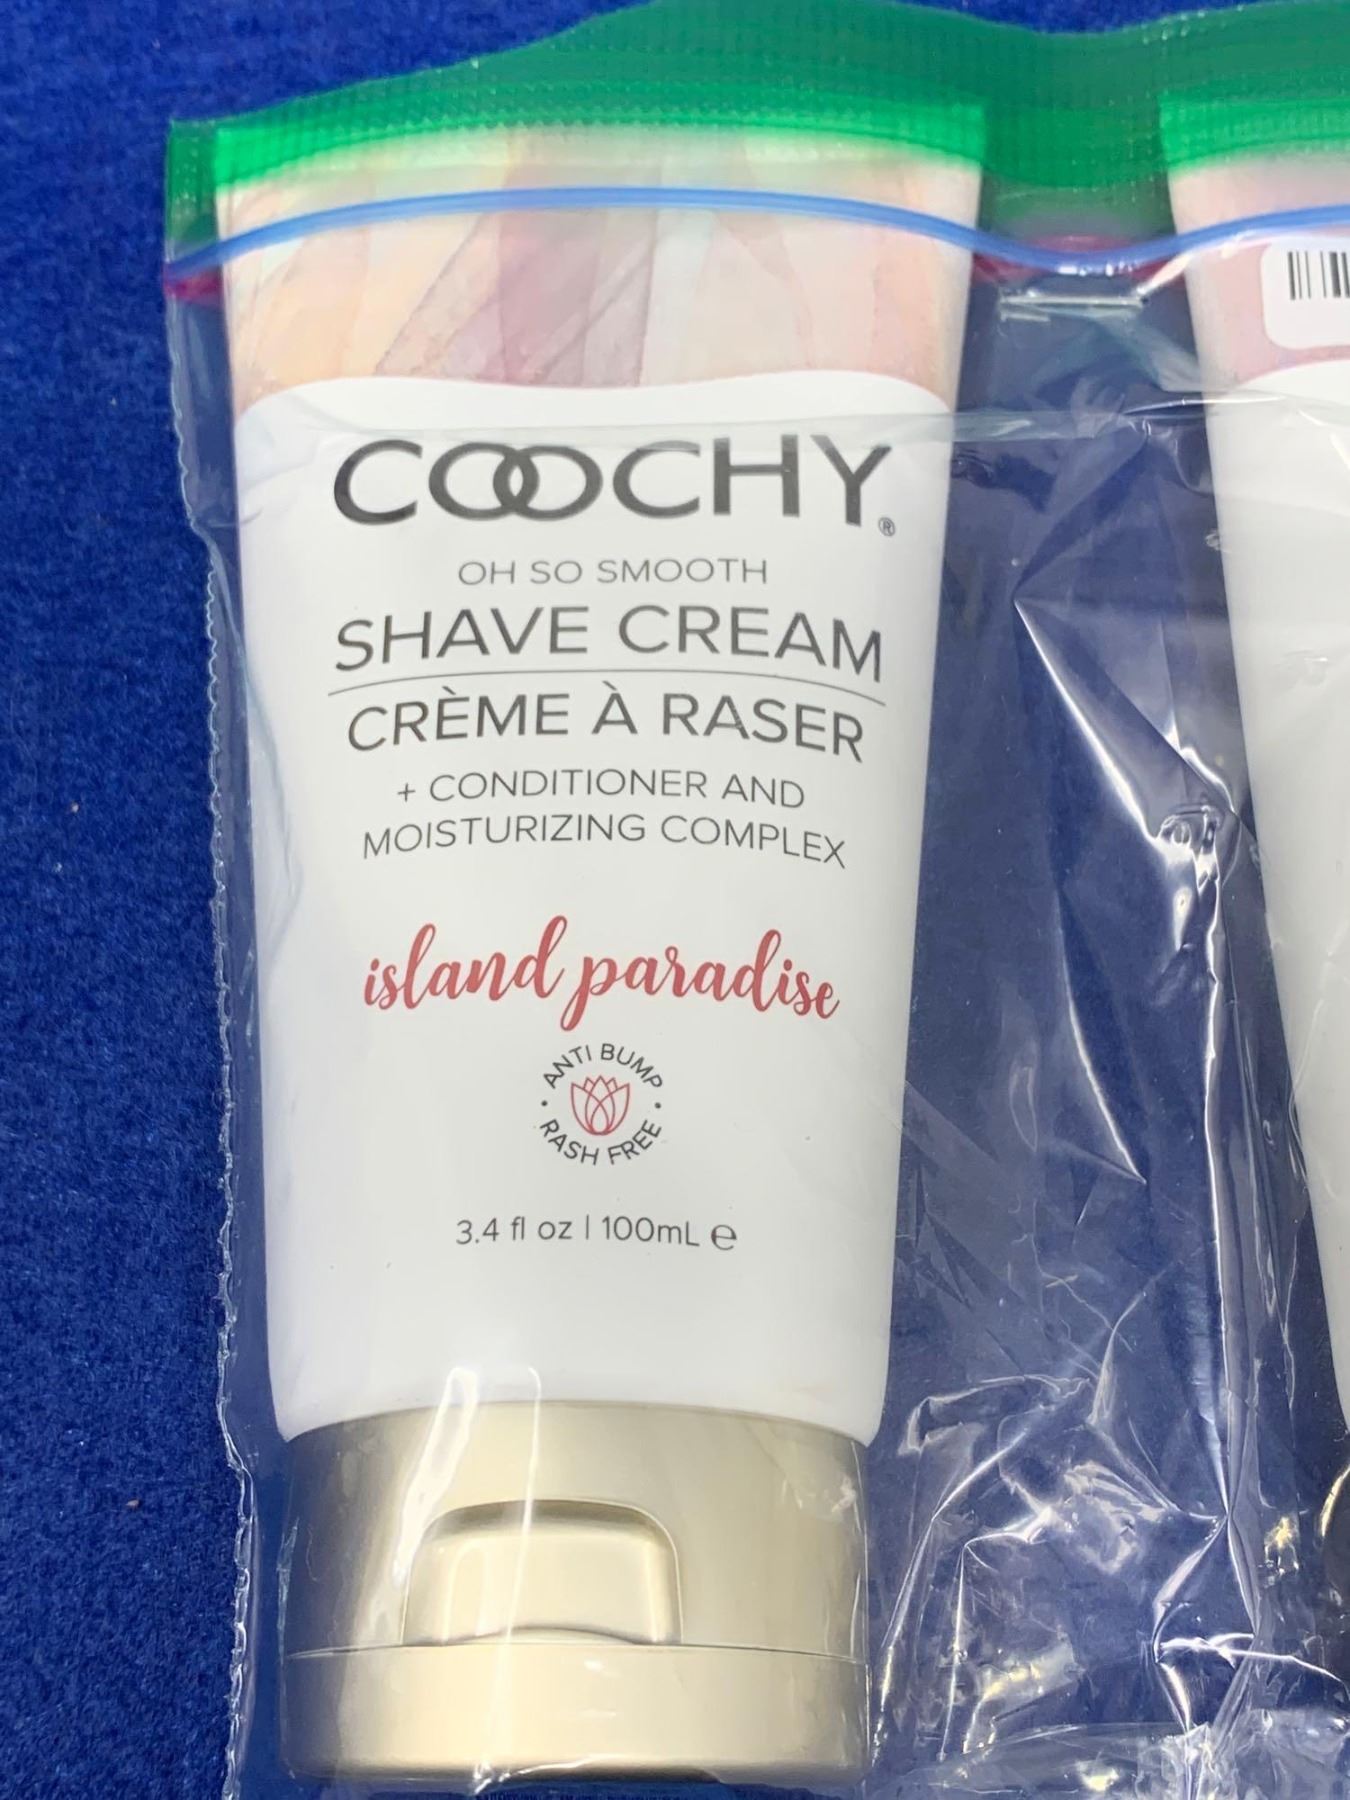 COOCHY®
OH SO SMOOTH
SHAVE CREAM
CRÈME À RASER
+ CONDITIONER AND
MOISTURIZING COMPLEX
island paradise
ANTI BUMP
• RASH FREE •
3.4 fl oz | 100mL ℮